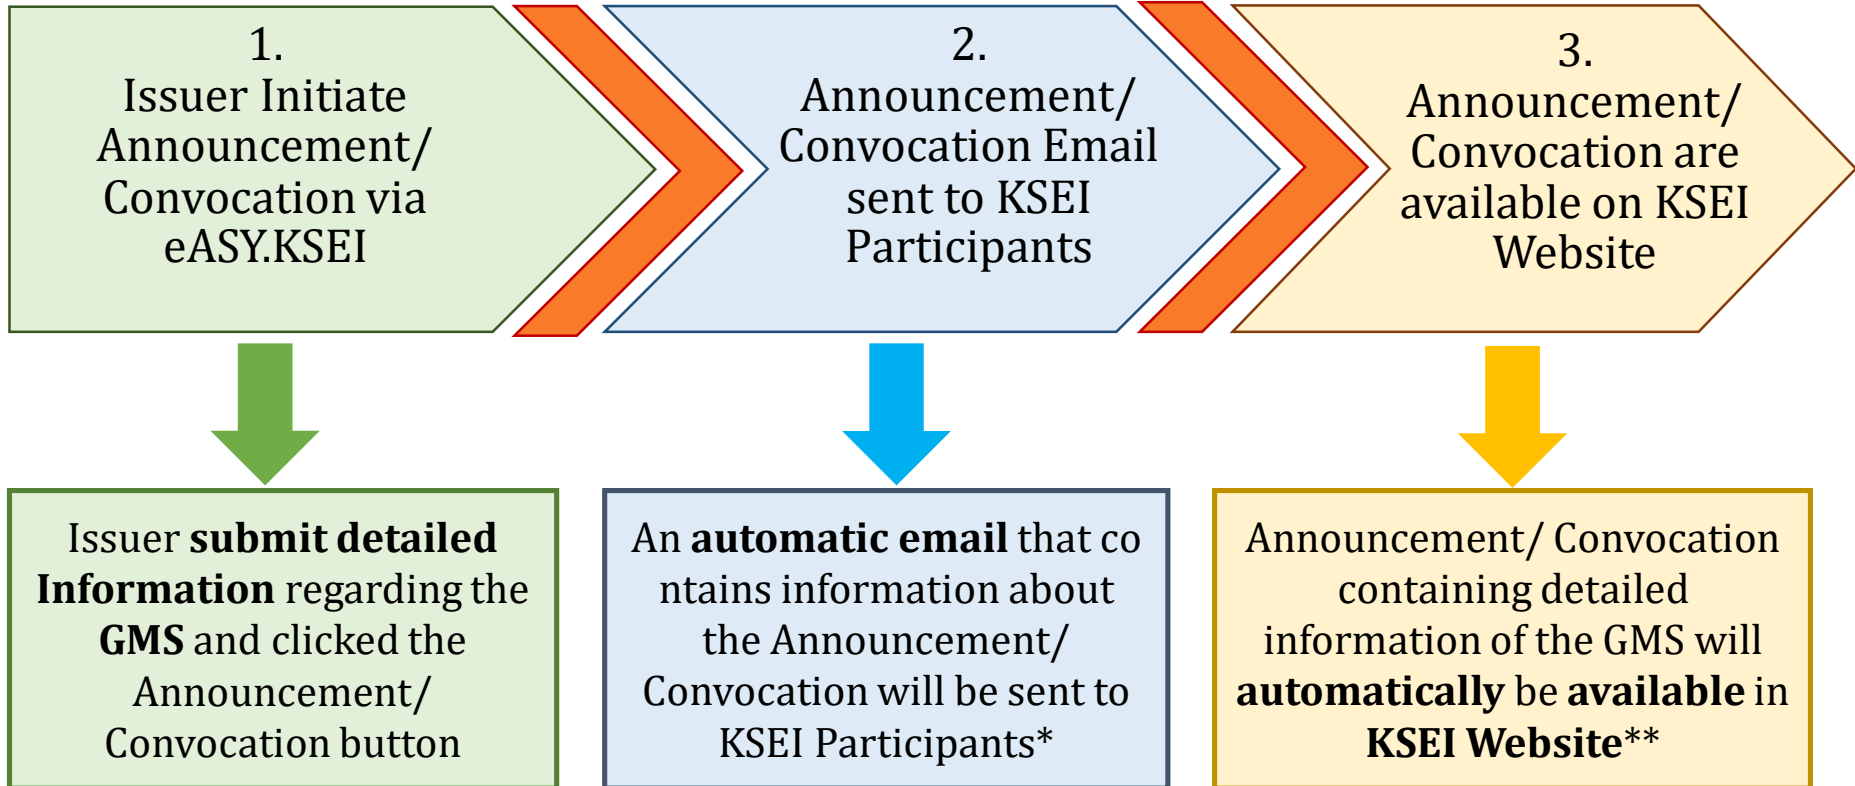 1.
Issuer Initiate
Announcement/
Convocation via
eASY.KSEI
2.
Announcement/
Convocation Email
sent to KSEI
Participants
3.
Announcement/
Convocation are
available on KSEI
Website
Issuer submit detailed
Information regarding the
GMS and clicked the
Announcement/
Convocation button
An automatic email that co
ntains information about
the Announcement/
Convocation will be sent to
KSEI Participants*
Announcement/ Convocation
containing detailed
information of the GMS will
automatically be available in
KSEI Website**